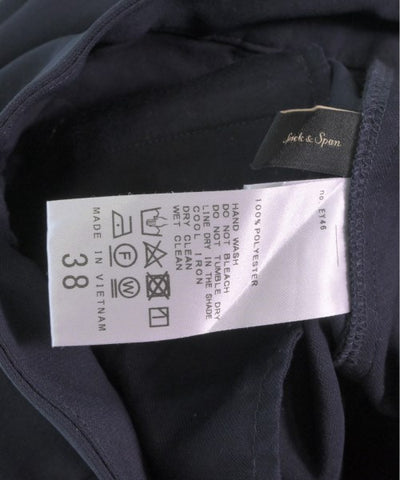 Spick & Span
no. EY46
100% POLYESTER
HAND WASH
DO NOT BLEACH
DO NOT TUMBLE DRY
LINE DRY IN THE SHADE
COOL IRON
DRY CLEAN
WET CLEAN
W
MADE IN VIETNAM
38